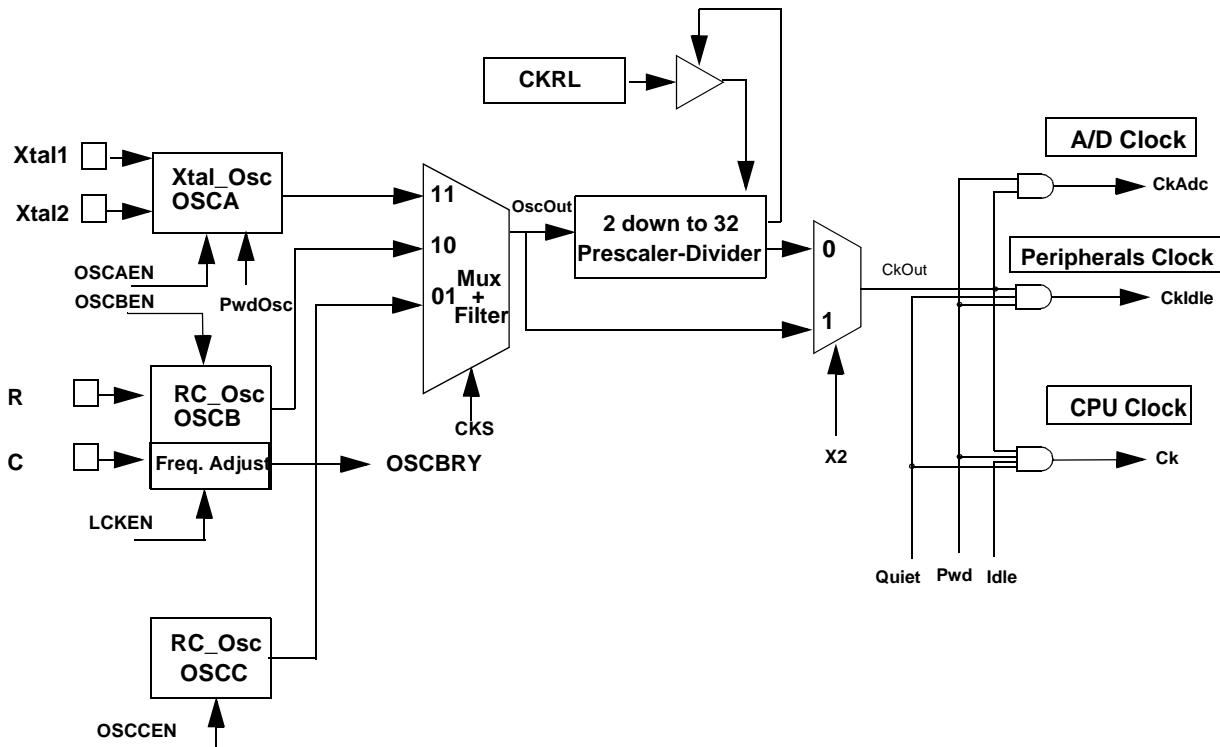 CKRL
A/D Clock
Xtal1
Xtal_Osc
OSCA
Xtal2
11
OscOut
CkAdc
2 down to 32
Prescaler-Divider
10
0
CkOut
Peripherals Clock
OSCAEN
OSCBEN
PwdOsc
01
Mux
+
Filter
1
CkIdle
R
RC_Osc
OSCB
CKS
X2
CPU Clock
C
Freq. Adjust
OSCBRY
Ck
LCKEN
Quiet
Pwd
Idle
RC_Osc
OSCC
OSCCEN